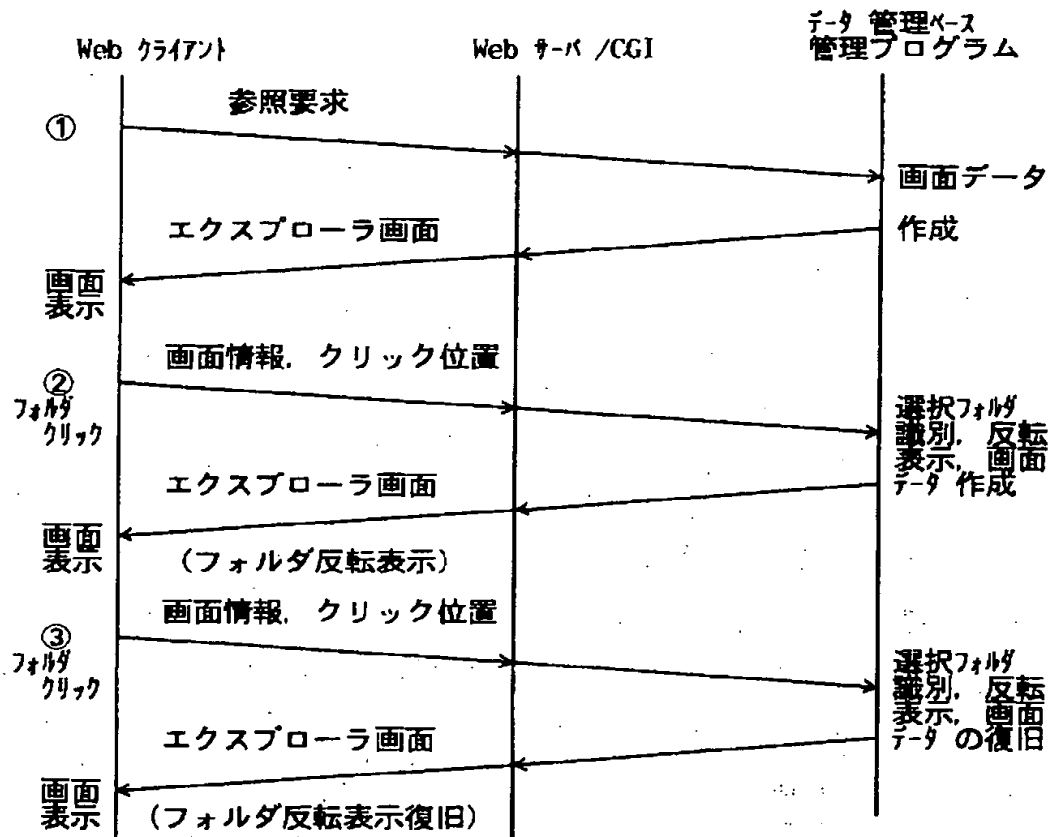 データ 管理ベース
Web クライアント
Web サーバ /CGI
管理プログラム
参照要求
①
画面データ
エクスプローラ画面
作成
画面
表示
画面情報, クリック位置
②
フォルダ
クリック
選択フォルダ
識別, 反転
表示, 画面
データ 作成
エクスプローラ画面
画面
表示
(フォルダ反転表示)
画面情報, クリック位置
③
フォルダ
クリック
選択フォルダ
識別, 反転
表示, 画面
データ の復旧
エクスプローラ画面
画面
表示
(フォルダ反転表示復旧)